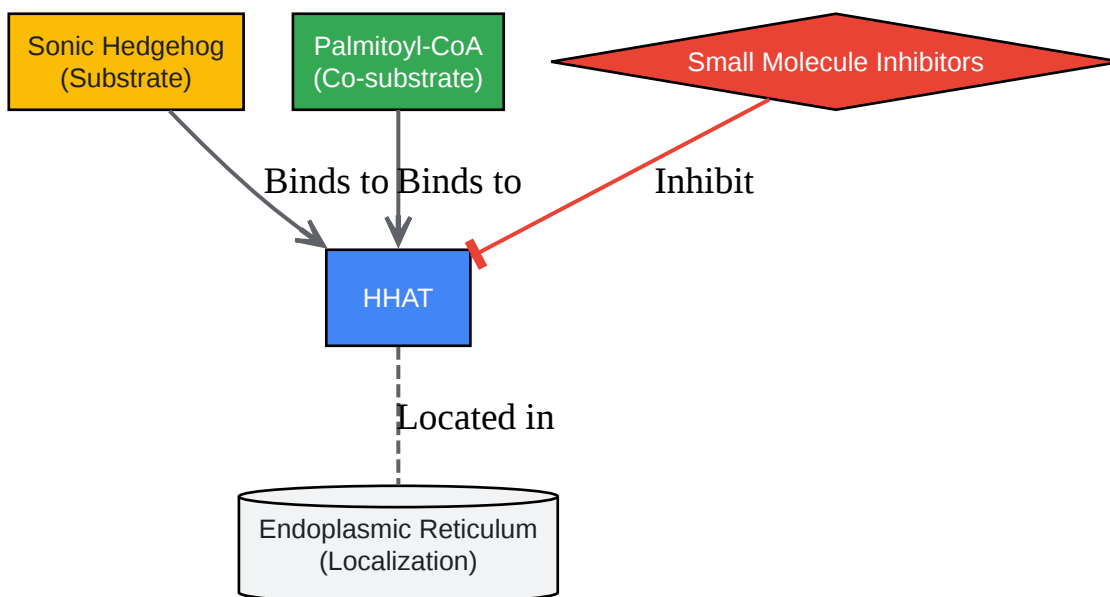 Sonic Hedgehog
(Substrate)
Palmitoyl-CoA
(Co-substrate)
Small Molecule Inhibitors
Binds to
Binds to
Inhibit
HHAT
Located in
Endoplasmic Reticulum
(Localization)